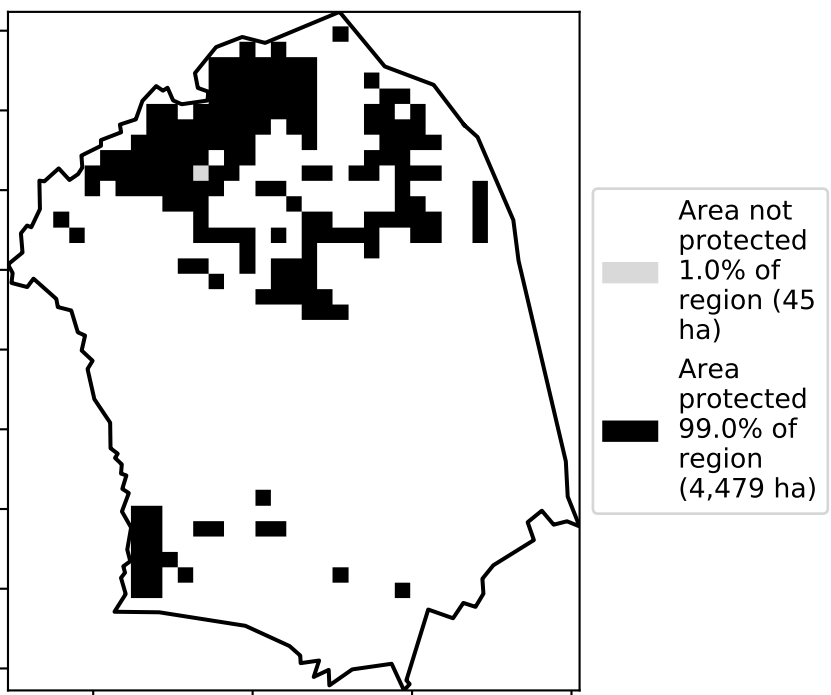 Area not
protected
1.0% of
region (45
ha)
Area
protected
99.0% of
region
(4,479 ha)